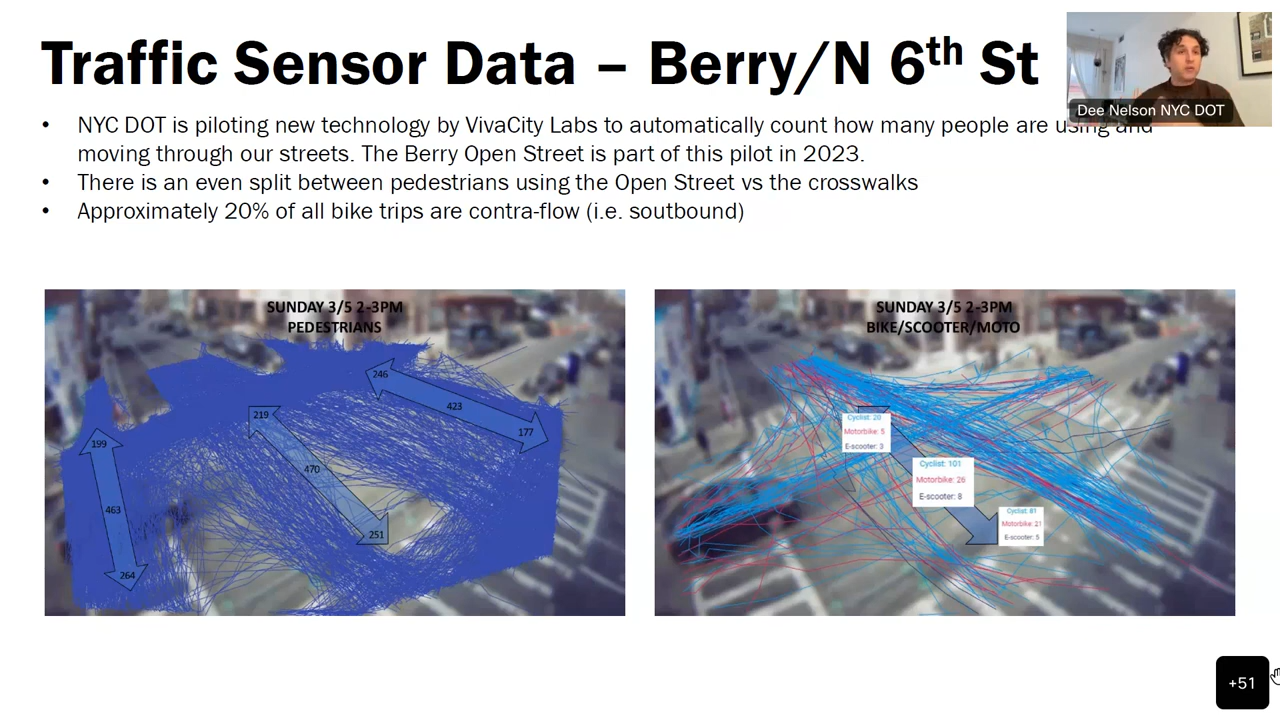 Traffic Sensor Data – Berry/N 6th St
Dee Nelson NYC DOT
• NYC DOT is piloting new technology by VivaCity Labs to automatically count how many people are using and
moving through our streets. The Berry Open Street is part of this pilot in 2023.
• There is an even split between pedestrians using the Open Street vs the crosswalks
• Approximately 20% of all bike trips are contra-flow (i.e. soutbound)
SUNDAY 3/5 2-3PM
PEDESTRIANS
246
423
177
219
470
251
199
463
264
SUNDAY 3/5 2-3PM
BIKE/SCOOTER/MOTO
Cyclist: 20
Motorbike: 5
E-scooter: 3
Cyclist: 101
Motorbike: 26
E-scooter: 8
Cyclist: 81
Motorbike: 21
E-scooter: 5
+51